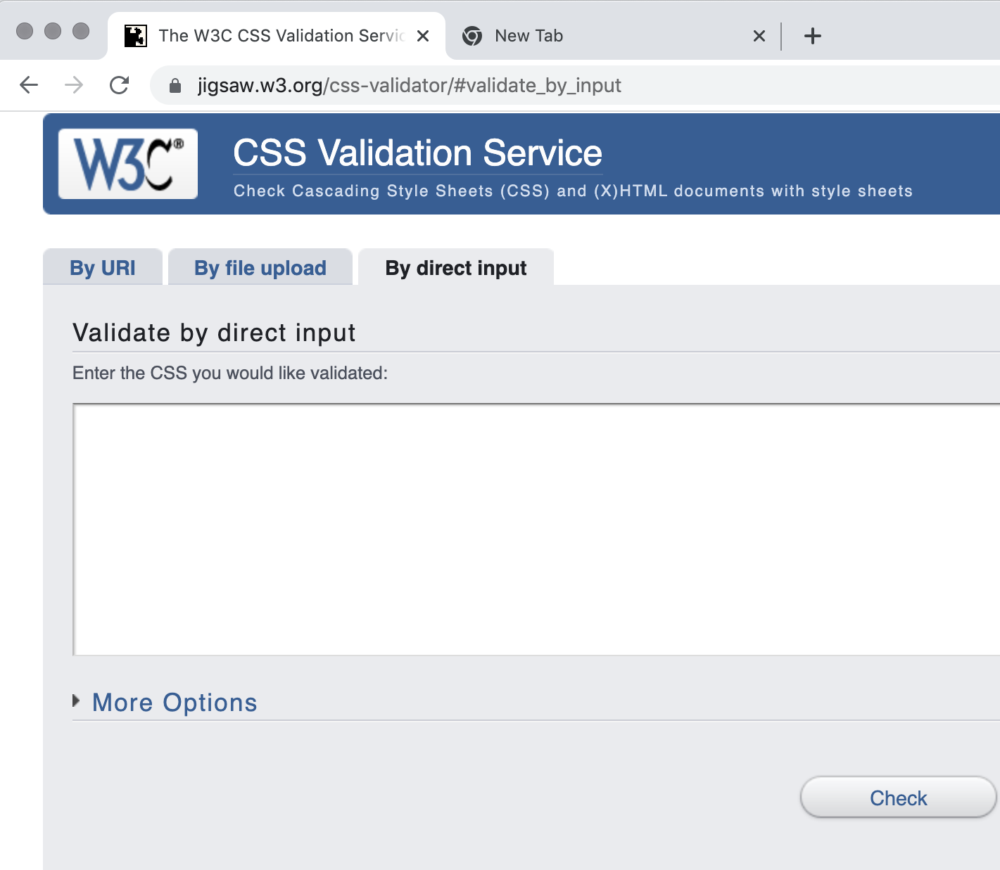 The W3C CSS Validation Servic
New Tab
jigsaw.w3.org/css-validator/#validate_by_input
W3C®
CSS Validation Service
Check Cascading Style Sheets (CSS) and (X)HTML documents with style sheets
By URI
By file upload
By direct input
Validate by direct input
Enter the CSS you would like validated:
More Options
Check